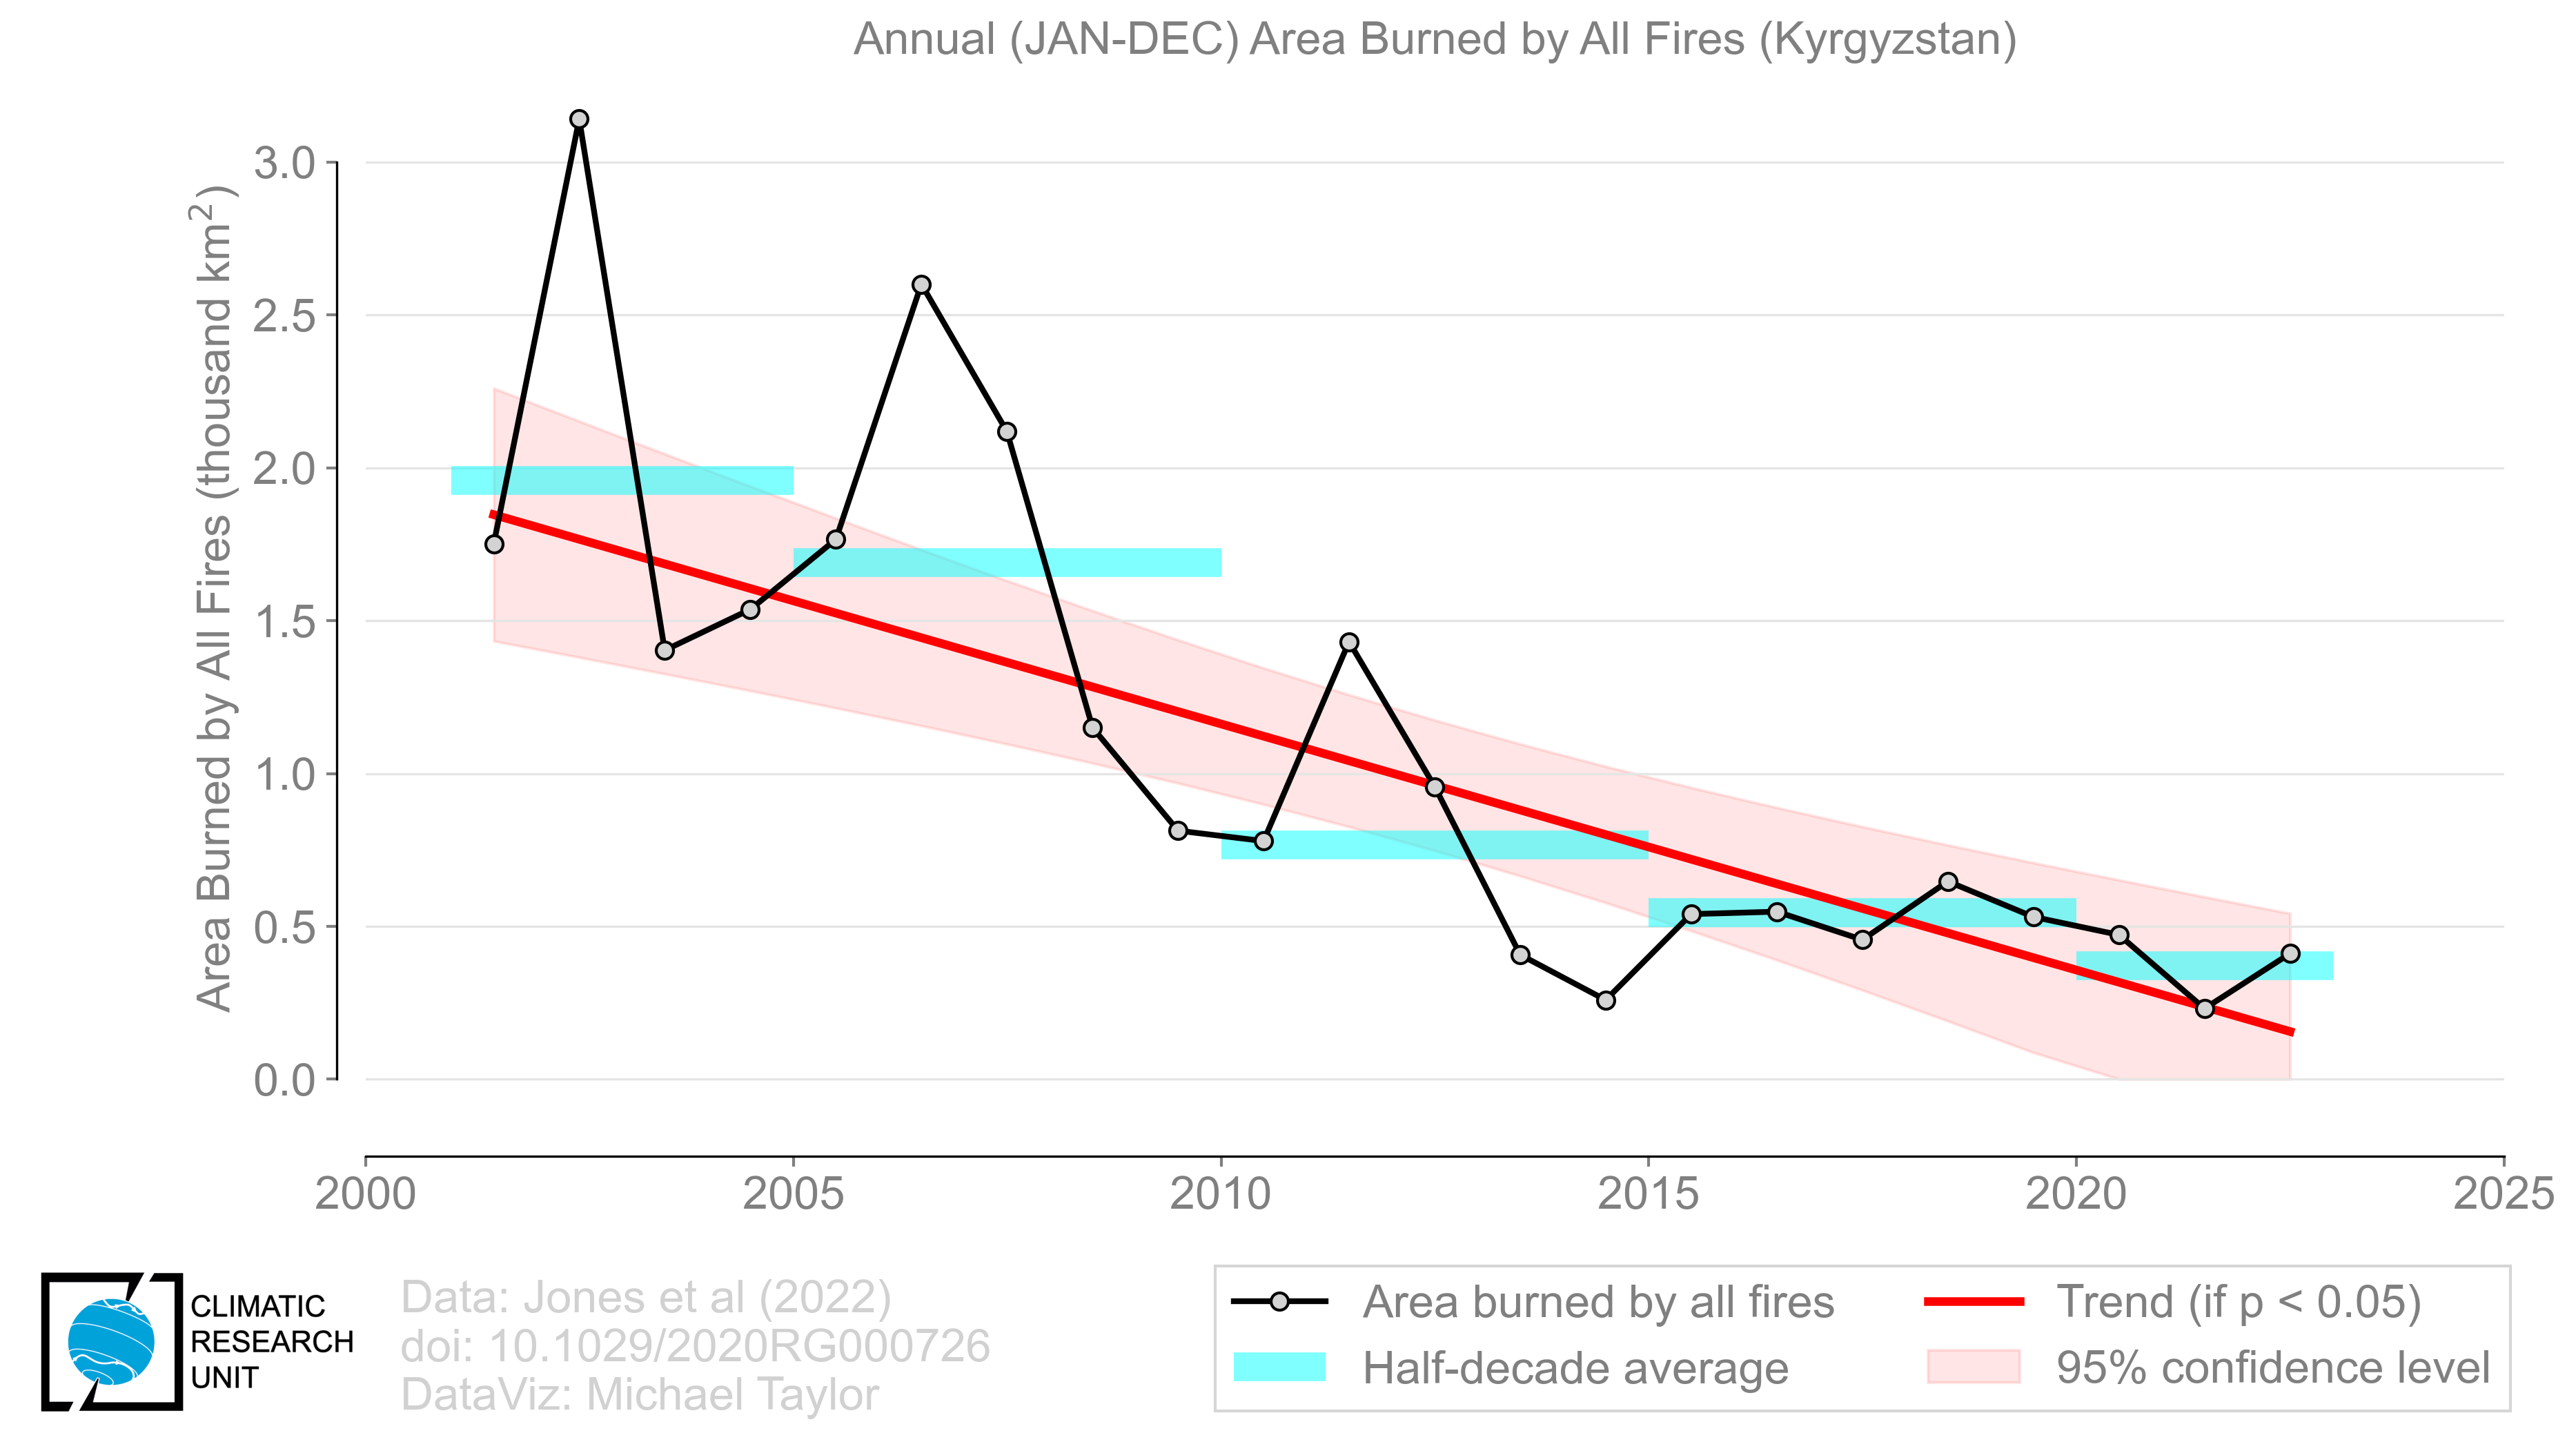 Annual (JAN-DEC) Area Burned by All Fires (Kyrgyzstan)
Area Burned by All Fires (thousand km²)
3.0
2.5
2.0
1.5
1.0
0.5
0.0
2000 2005 2010 2015 2020 2025
CLIMATIC
RESEARCH
UNIT
Data: Jones et al (2022)
doi: 10.1029/2020RG000726
DataViz: Michael Taylor
Area burned by all fires
Half-decade average
Trend (if p < 0.05)
95% confidence level